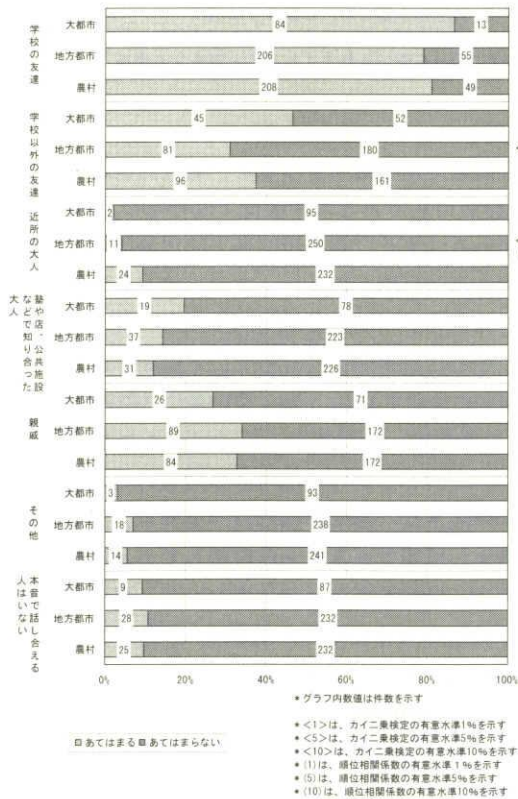 学校の友達
大都市 84 13
地方都市 206 55
農村 208 49
学校以外の友達
大都市 45 52
地方都市 81 180
農村 96 161
近所の大人
大都市 2 95
地方都市 11 250
農村 24 232
塾や店、公共施設などで知り合った大人
大都市 19 78
地方都市 37 223
農村 31 226
親戚
大都市 26 71
地方都市 89 172
農村 84 172
その他
大都市 3 93
地方都市 18 238
農村 14 241
本音で話し合える人はいない
大都市 9 87
地方都市 28 232
農村 25 232
0% 20% 40% 60% 80% 100%
* グラフ内数値は件数を示す
あてはまる あてはまらない
* <1>は、カイ二乗検定の有意水準1%を示す
* <5>は、カイ二乗検定の有意水準5%を示す
* <10>は、カイ二乗検定の有意水準10%を示す
* (1)は、順位相関係数の有意水準1%を示す
* (5)は、順位相関係数の有意水準5%を示す
* (10)は、順位相関係数の有意水準10%を示す